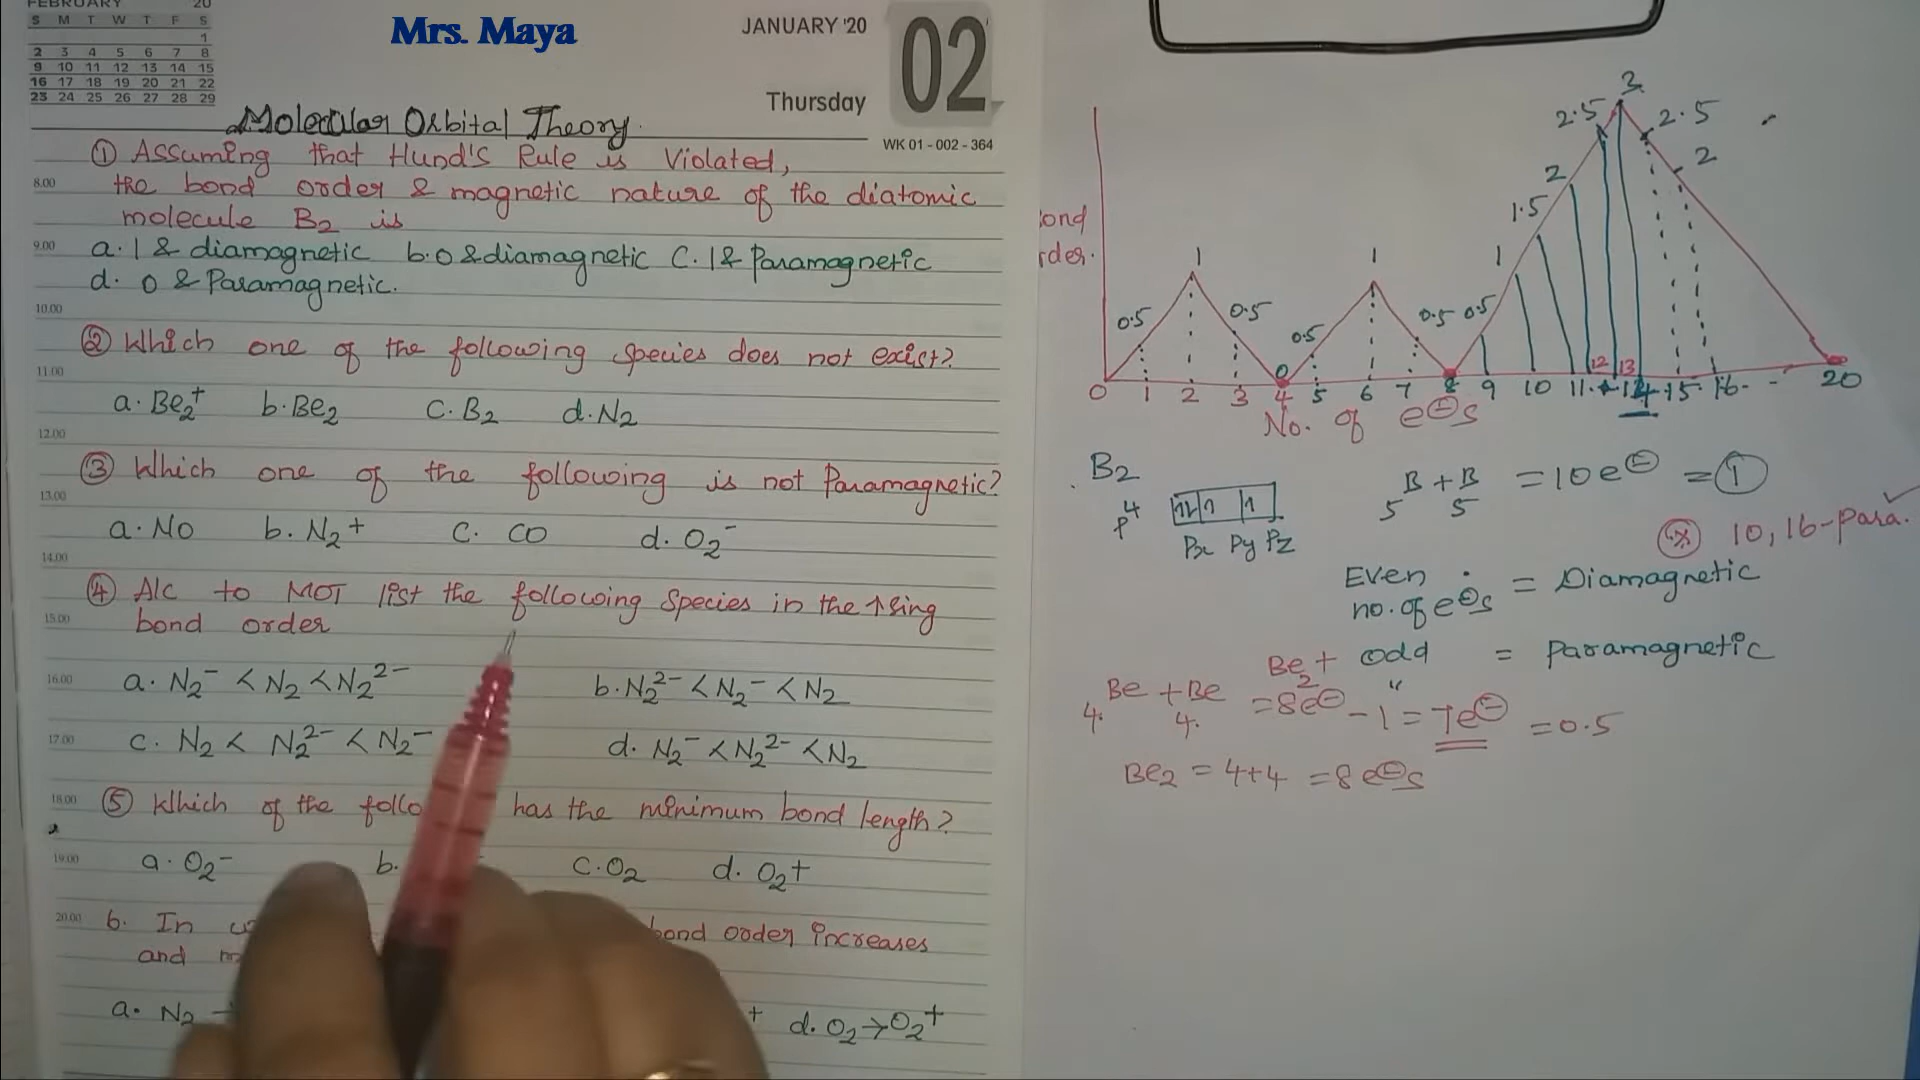 FEBRUARY 20
S M T W T F S
1
2 3 4 5 6 7 8
9 10 11 12 13 14 15
16 17 18 19 20 21 22
23 24 25 26 27 28 29
Mrs. Maya
JANUARY '20
02
Thursday
WK 01 - 002 - 364
Molecular Orbital Theory.
① Assuming that Hund's Rule is Violated,
8.00 the bond order & magnetic nature of the diatomic
molecule B2 is
9.00 a. 1 & diamagnetic b. 0 & diamagnetic C. 1 & Paramagnetic
d. 0 & Paramagnetic.
10.00
② Which one of the following species does not exist?
11.00
a. Be2+ b. Be2 C. B2 d. N2
12.00
③ Which one of the following is not Paramagnetic?
13.00
a. NO b. N2+ C. CO d. O2-
14.00
④ Alc to MOT list the following Species in the ↑sing
15.00 bond order
16.00 a. N2- < N2 < N2 2- b. N2 2- < N2- < N2
17.00 c. N2 < N2 2- < N2- d. N2- < N2 2- < N2
18.00 ⑤ Which of the follo has the minimum bond length?
19.00 a. O2- b. C. O2 d. O2+
20.00 6. In bond order increases
and
a. N2 + d. O2 → O2+
ond
rder.
0.5 1 0.5 0 0.5 1 0.5 0.5 1 1.5 2 2.5 3 2.5 2
0 1 2 3 4 5 6 7 8 9 10 11 12 13 14 15 16 - - 20
No. of e⊖s
B2
P4
Px Py Pz
B + B = 10e⊖ = ①
5 5
10, 16 - para.
Even no. of e⊖s = Diamagnetic
odd " = Paramagnetic
Be2+
Be + Be = 8e⊖ - 1 = 7e⊖ = 0.5
4. 4.
Be2 = 4+4 = 8e⊖s